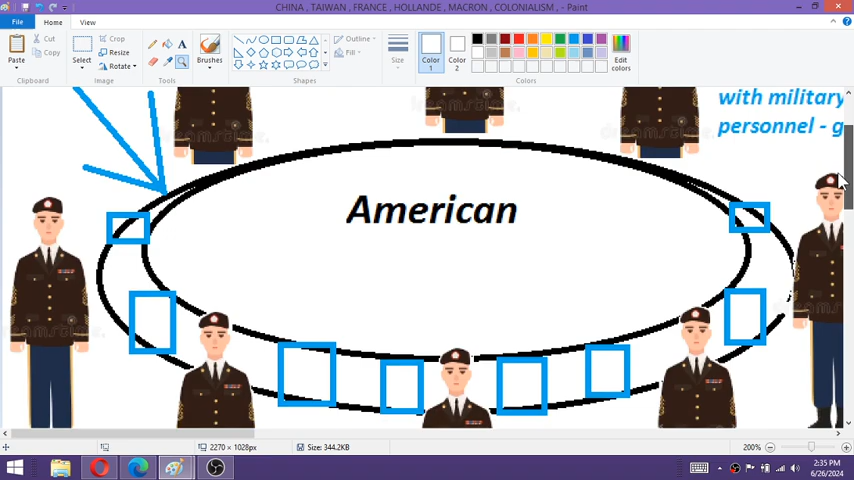 CHINA , TAIWAN , FRANCE , HOLLANDE , MACRON , COLONIALISM , - Paint
File
Home
View
Paste
Cut
Copy
Clipboard
Select
Crop
Resize
Rotate
Image
Tools
Brushes
Shapes
Outline
Fill
Size
Color 1
Color 2
Edit colors
Colors
with military
personnel - g
dreamstime.
American
2270 × 1028px
Size: 344.2KB
200%
2:35 PM
6/26/2024